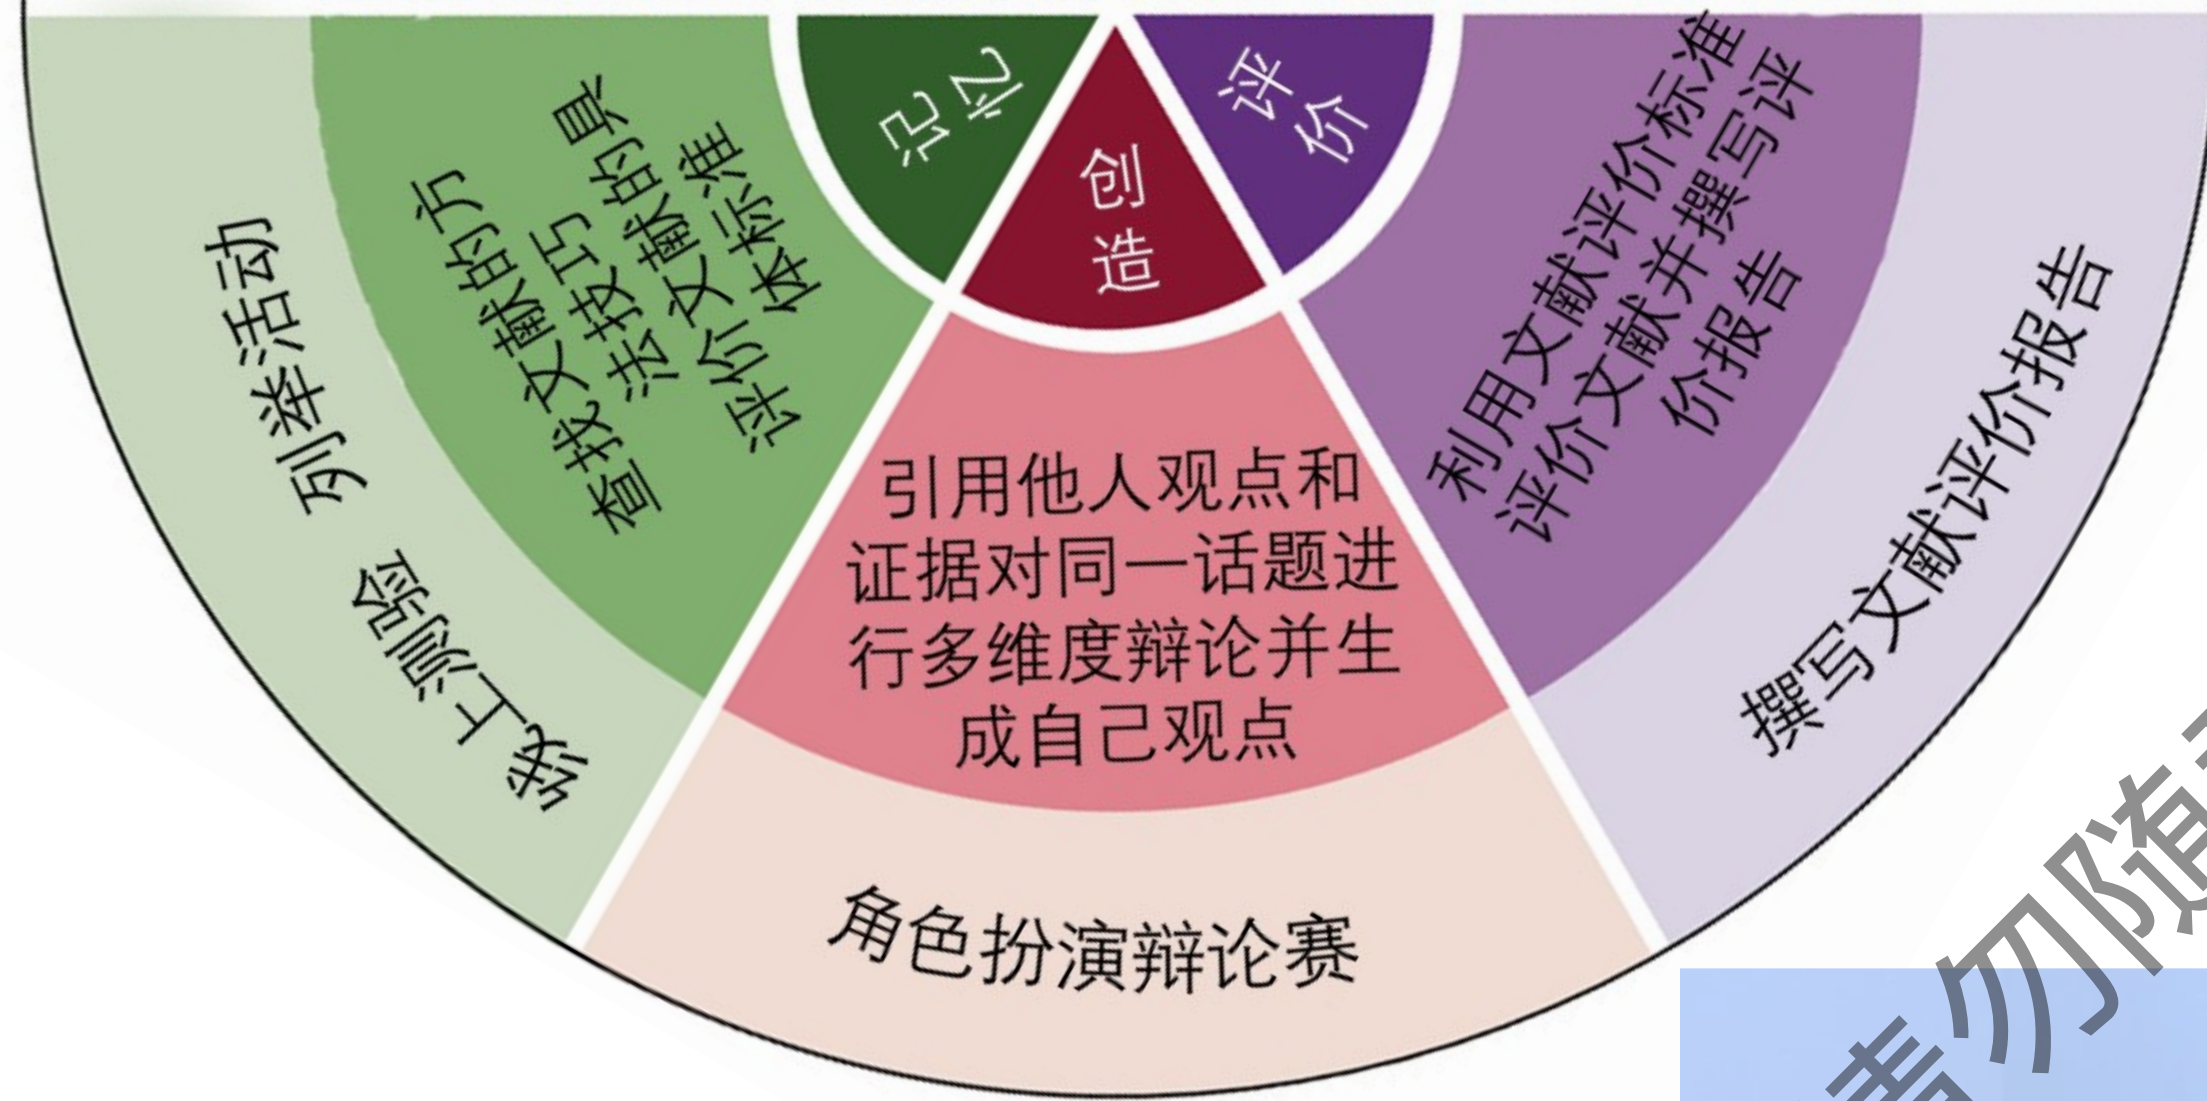 记忆
查找文献的方
法技巧
评价文献的具
体标准
列举活动
线上测验
创
造
引用他人观点和
证据对同一话题进
行多维度辩论并生
成自己观点
角色扮演辩论赛
评
价
利用文献评价标准
评价文献并撰写评
价报告
撰写文献评价报告
请勿随